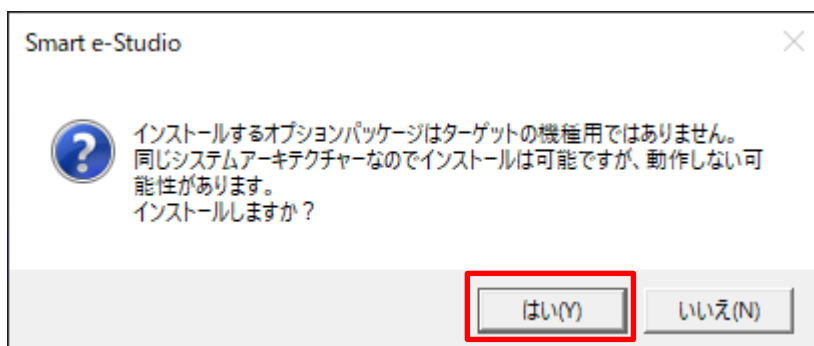 Smart e-Studio
インストールするオプションパッケージはターゲットの機種用ではありません。
同じシステムアーキテクチャーなのでインストールは可能ですが、動作しない可
能性があります。
インストールしますか？
はい(Y)
いいえ(N)